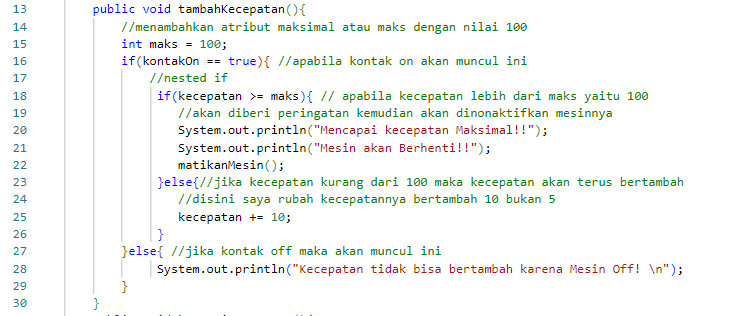 13 public void tambahKecepatan(){
14 //menambahkan atribut maksimal atau maks dengan nilai 100
15 int maks = 100;
16 if(kontakOn == true){ //apabila kontak on akan muncul ini
17 //nested if
18 if(kecepatan >= maks){ // apabila kecepatan lebih dari maks yaitu 100
19 //akan diberi peringatan kemudian akan dinonaktifkan mesinnya
20 System.out.println("Mencapai kecepatan Maksimal!!");
21 System.out.println("Mesin akan Berhenti!!");
22 matikanMesin();
23 }else{//jika kecepatan kurang dari 100 maka kecepatan akan terus bertambah
24 //disini saya rubah kecepatannya bertambah 10 bukan 5
25 kecepatan += 10;
26 }
27 }else{ //jika kontak off maka akan muncul ini
28 System.out.println("Kecepatan tidak bisa bertambah karena Mesin Off! \n");
29 }
30 }